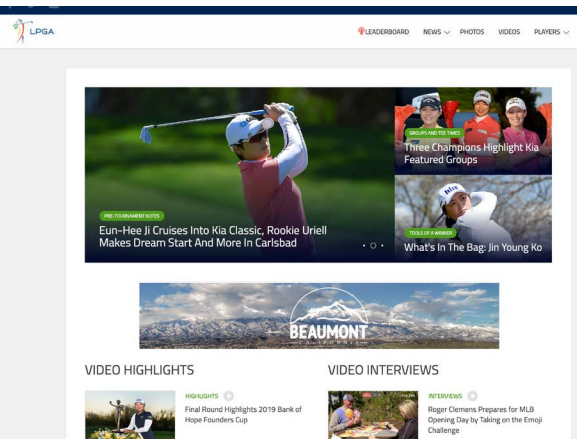 LPGA
LEADERBOARD NEWS PHOTOS VIDEOS PLAYERS
PRE-TOURNAMENT NOTES
Eun-Hee Ji Cruises Into Kia Classic, Rookie Uriell
Makes Dream Start And More In Carlsbad
GROUPS AND TEE TIMES
Three Champions Highlight Kia
Featured Groups
hite
TOOLS OF A WINNER
What's In The Bag: Jin Young Ko
BEAUMONT
CALIFORNIA
VIDEO HIGHLIGHTS
HIGHLIGHTS
Final Round Highlights 2019 Bank of
Hope Founders Cup
VIDEO INTERVIEWS
INTERVIEWS
Roger Clemens Prepares for MLB
Opening Day by Taking on the Emoji
Challenge